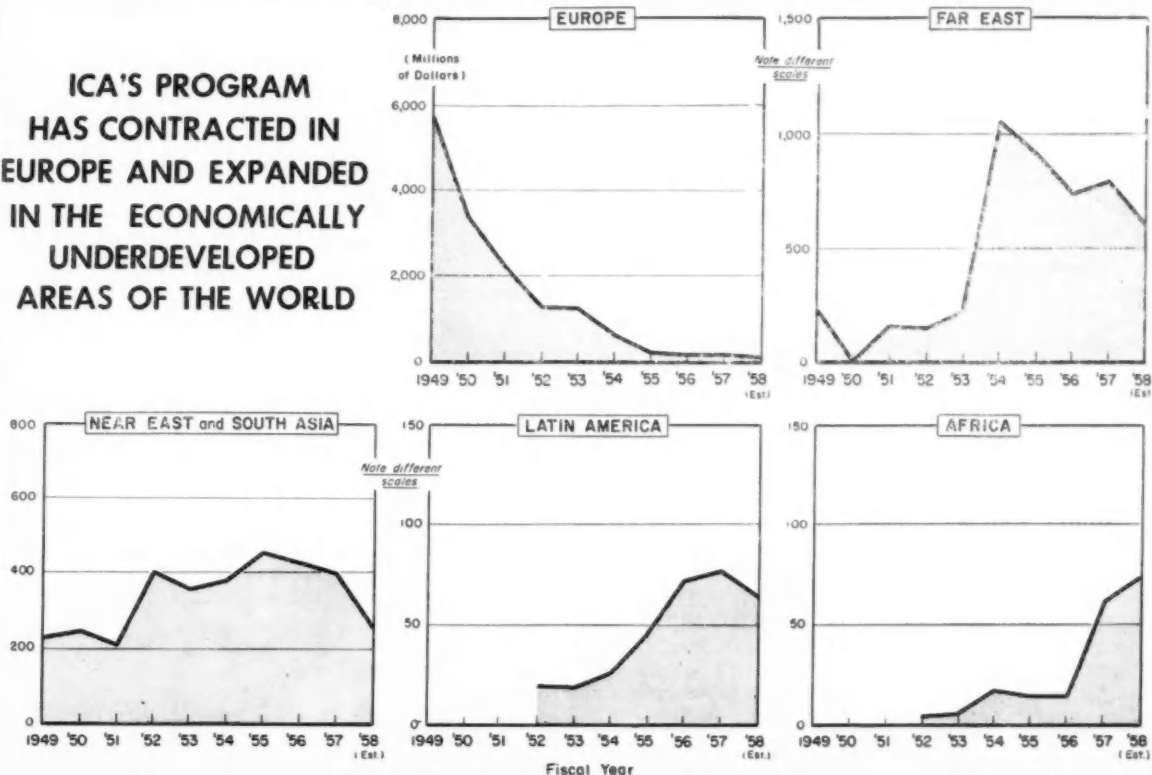 ICA'S PROGRAM
HAS CONTRACTED IN
EUROPE AND EXPANDED
IN THE ECONOMICALLY
UNDERDEVELOPED
AREAS OF THE WORLD
EUROPE
8,000
(Millions
of Dollars)
6,000
4,000
2,000
0
1949 '50 '51 '52 '53 '54 '55 '56 '57 '58
(Est.)
Note different
scales
FAR EAST
1,500
1,000
500
0
1949 '50 '51 '52 '53 '54 '55 '56 '57 '58
(Est.
NEAR EAST and SOUTH ASIA
800
600
400
200
0
1949 '50 '51 '52 '53 '54 '55 '56 '57 '58
(Est.)
Note different
scales
LATIN AMERICA
150
100
50
0
1949 '50 '51 '52 '53 '54 '55 '56 '57 '58
(Est.)
AFRICA
150
100
50
0
1949 '50 '51 '52 '53 '54 '55 '56 '57 '58
(Est.)
Fiscal Year